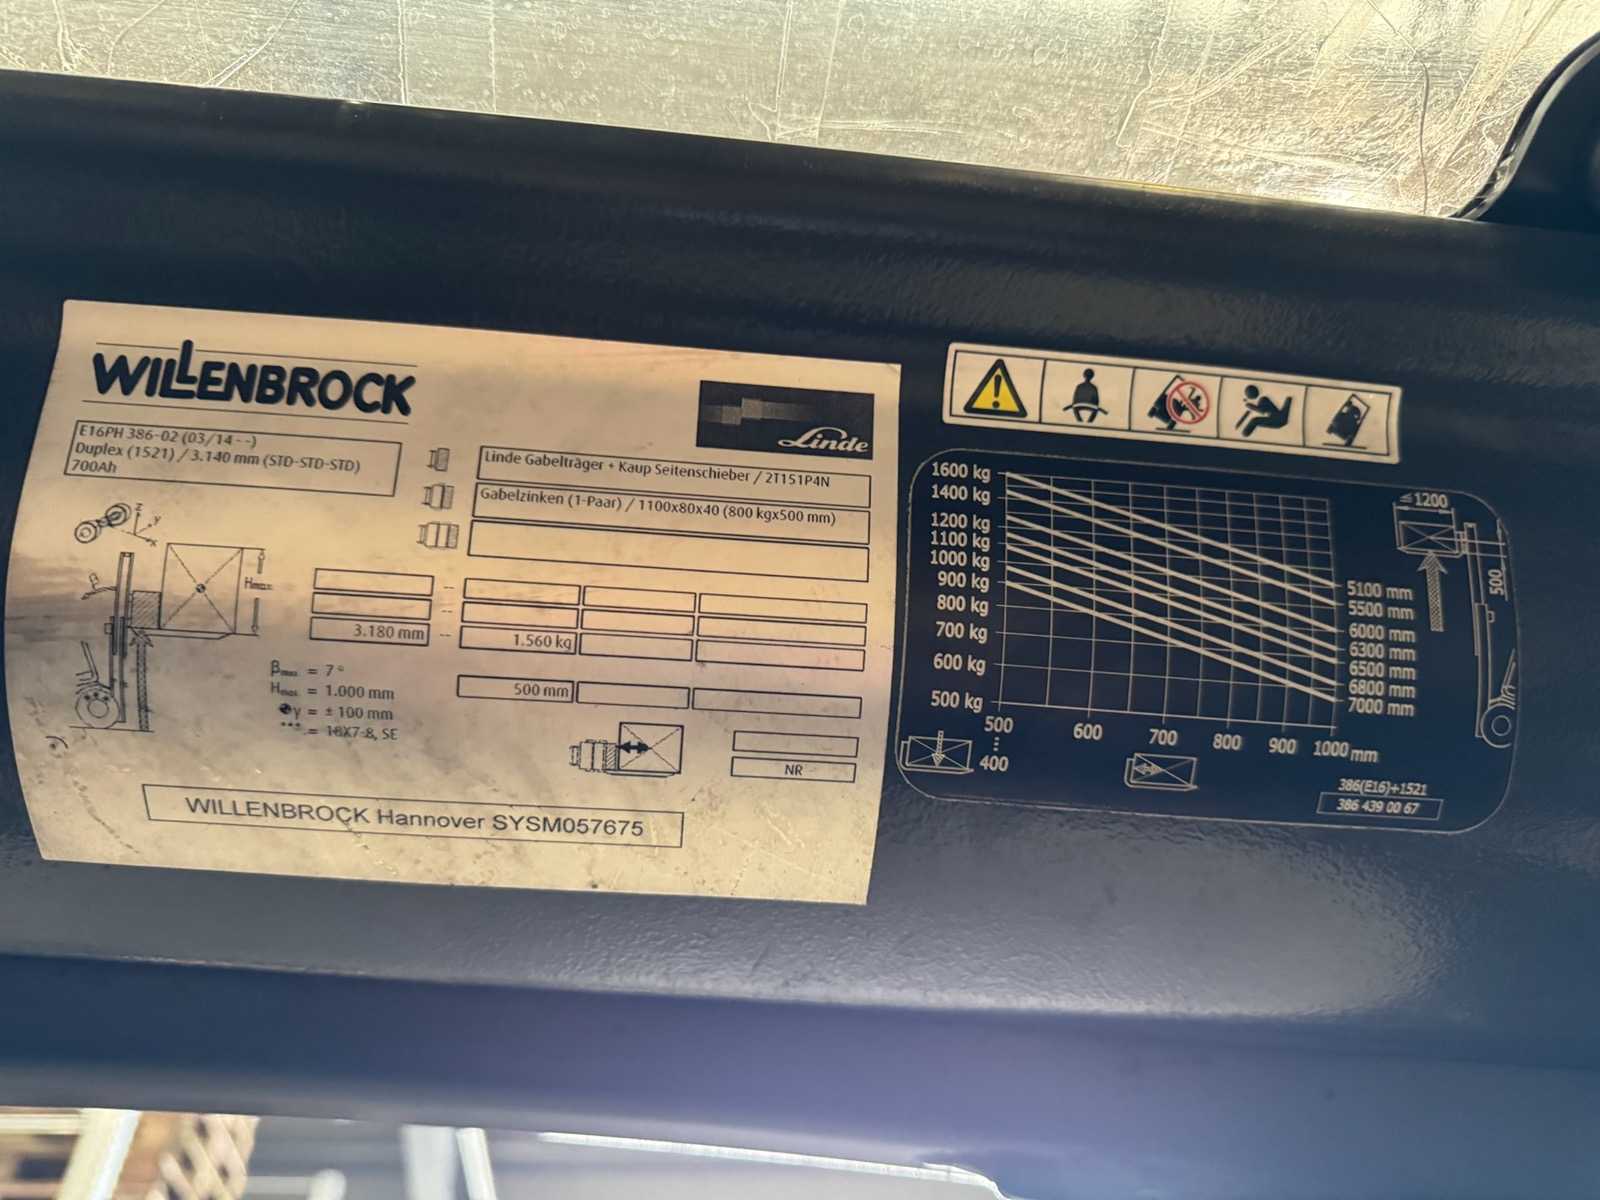 WILLENBROCK
Linde
E16PH 386-02 (03/14 - -)
Duplex (1521) / 3.140 mm (STD-STD-STD)
700Ah
Linde Gabelträger + Kaup Seitenschieber / 2T151P4N
Gabelzinken (1-Paar) / 1100x80x40 (800 kgx500 mm)
z
y
x
β
Hmax
3.180 mm -- 1.560 kg
500 mm
βmax = 7°
Hmax = 1.000 mm
y = ± 100 mm
*** = 18X7-8, SE
NR
WILLENBROCK Hannover SYSM057675
1600 kg
1400 kg
1200 kg
1100 kg
1000 kg
900 kg
800 kg
700 kg
600 kg
500 kg
5100 mm
5500 mm
6000 mm
6300 mm
6500 mm
6800 mm
7000 mm
500 600 700 800 900 1000 mm
400
≤ 1200
500
386(E16)+1521
386 439 00 67